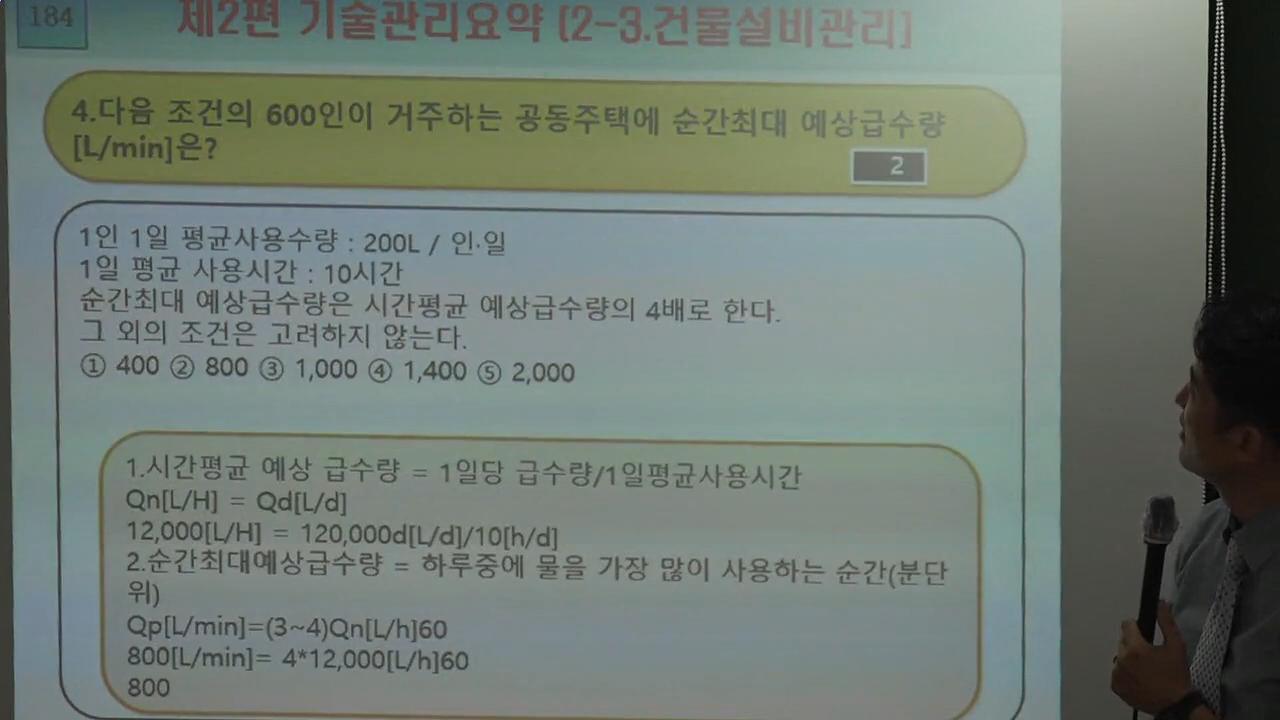 184
제2편 기술관리요약 [2-3.건물설비관리]
4.다음 조건의 600인이 거주하는 공동주택에 순간최대 예상급수량
[L/min]은?
2
1인 1일 평균사용수량 : 200L / 인·일
1일 평균 사용시간 : 10시간
순간최대 예상급수량은 시간평균 예상급수량의 4배로 한다.
그 외의 조건은 고려하지 않는다.
① 400 ② 800 ③ 1,000 ④ 1,400 ⑤ 2,000
1.시간평균 예상 급수량 = 1일당 급수량/1일평균사용시간
Qn[L/H] = Qd[L/d]
12,000[L/H] = 120,000d[L/d]/10[h/d]
2.순간최대예상급수량 = 하루중에 물을 가장 많이 사용하는 순간(분단
위)
Qp[L/min]=(3~4)Qn[L/h]60
800[L/min]= 4*12,000[L/h]60
800